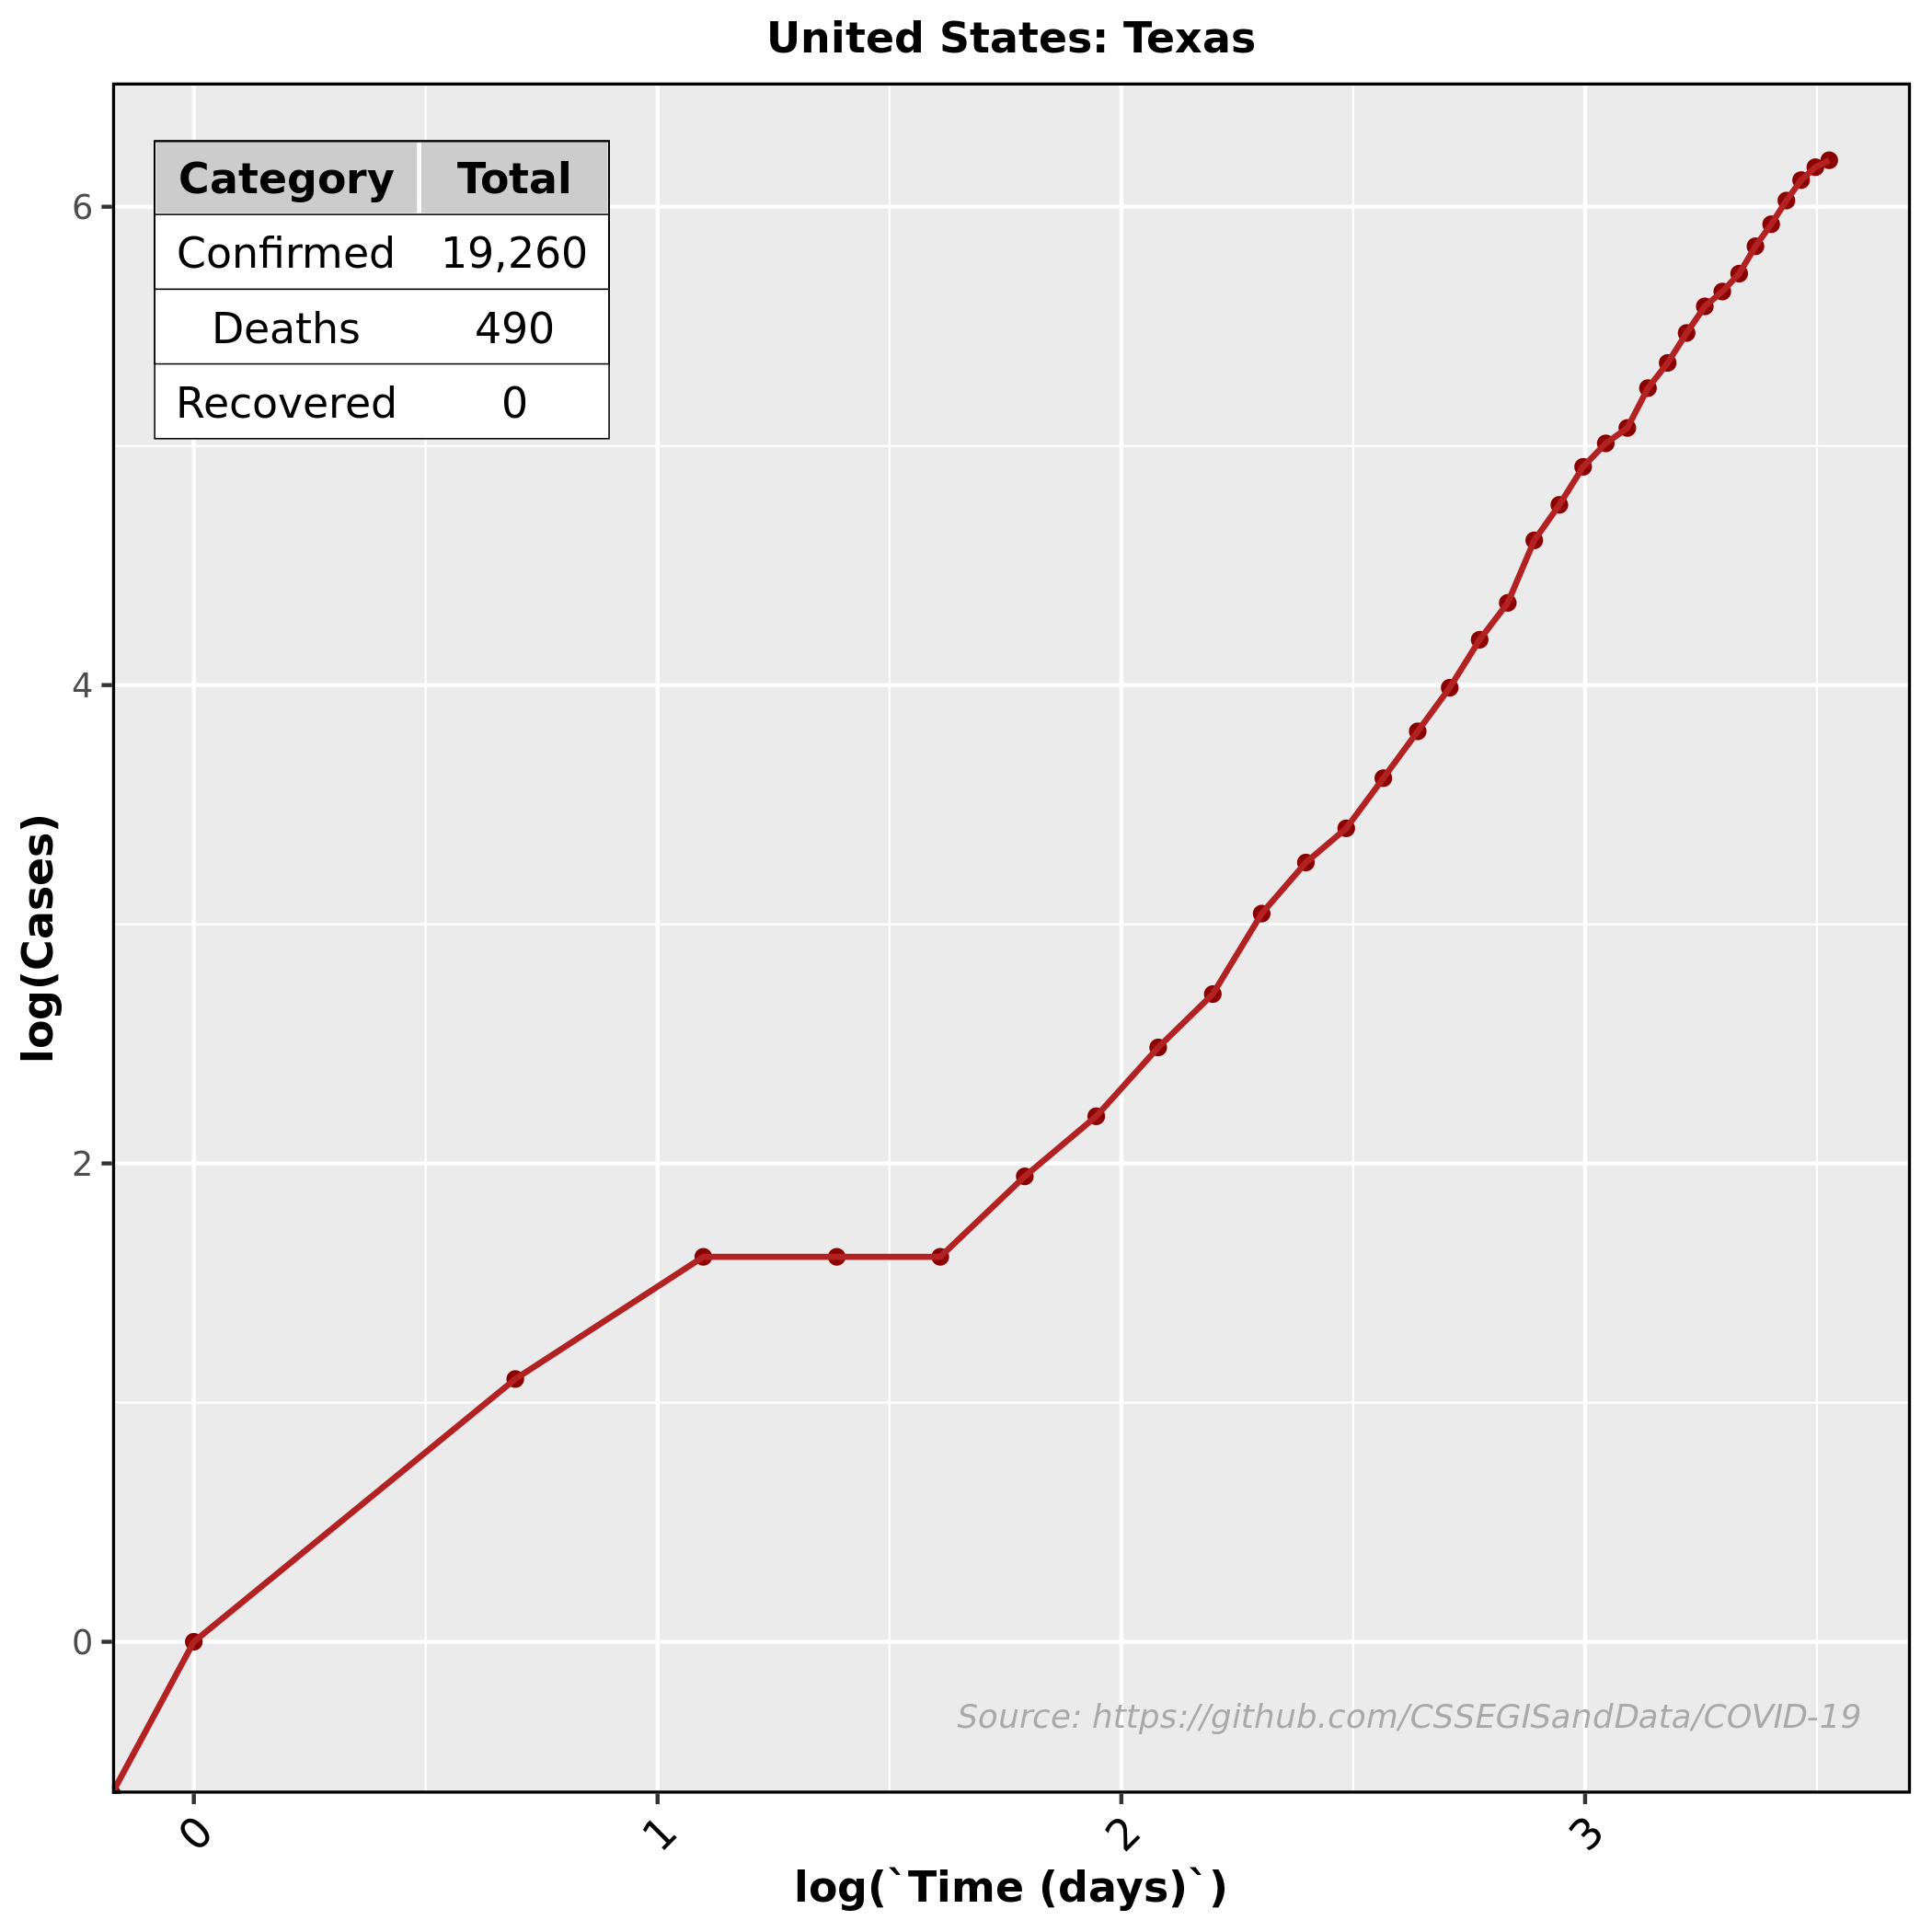 United States: Texas
Category Total
Confirmed 19,260
Deaths 490
Recovered 0
6
4
2
0
log(Cases)
Source: https://github.com/CSSEGISandData/COVID-19
0 1 2 3
log(`Time (days)`)